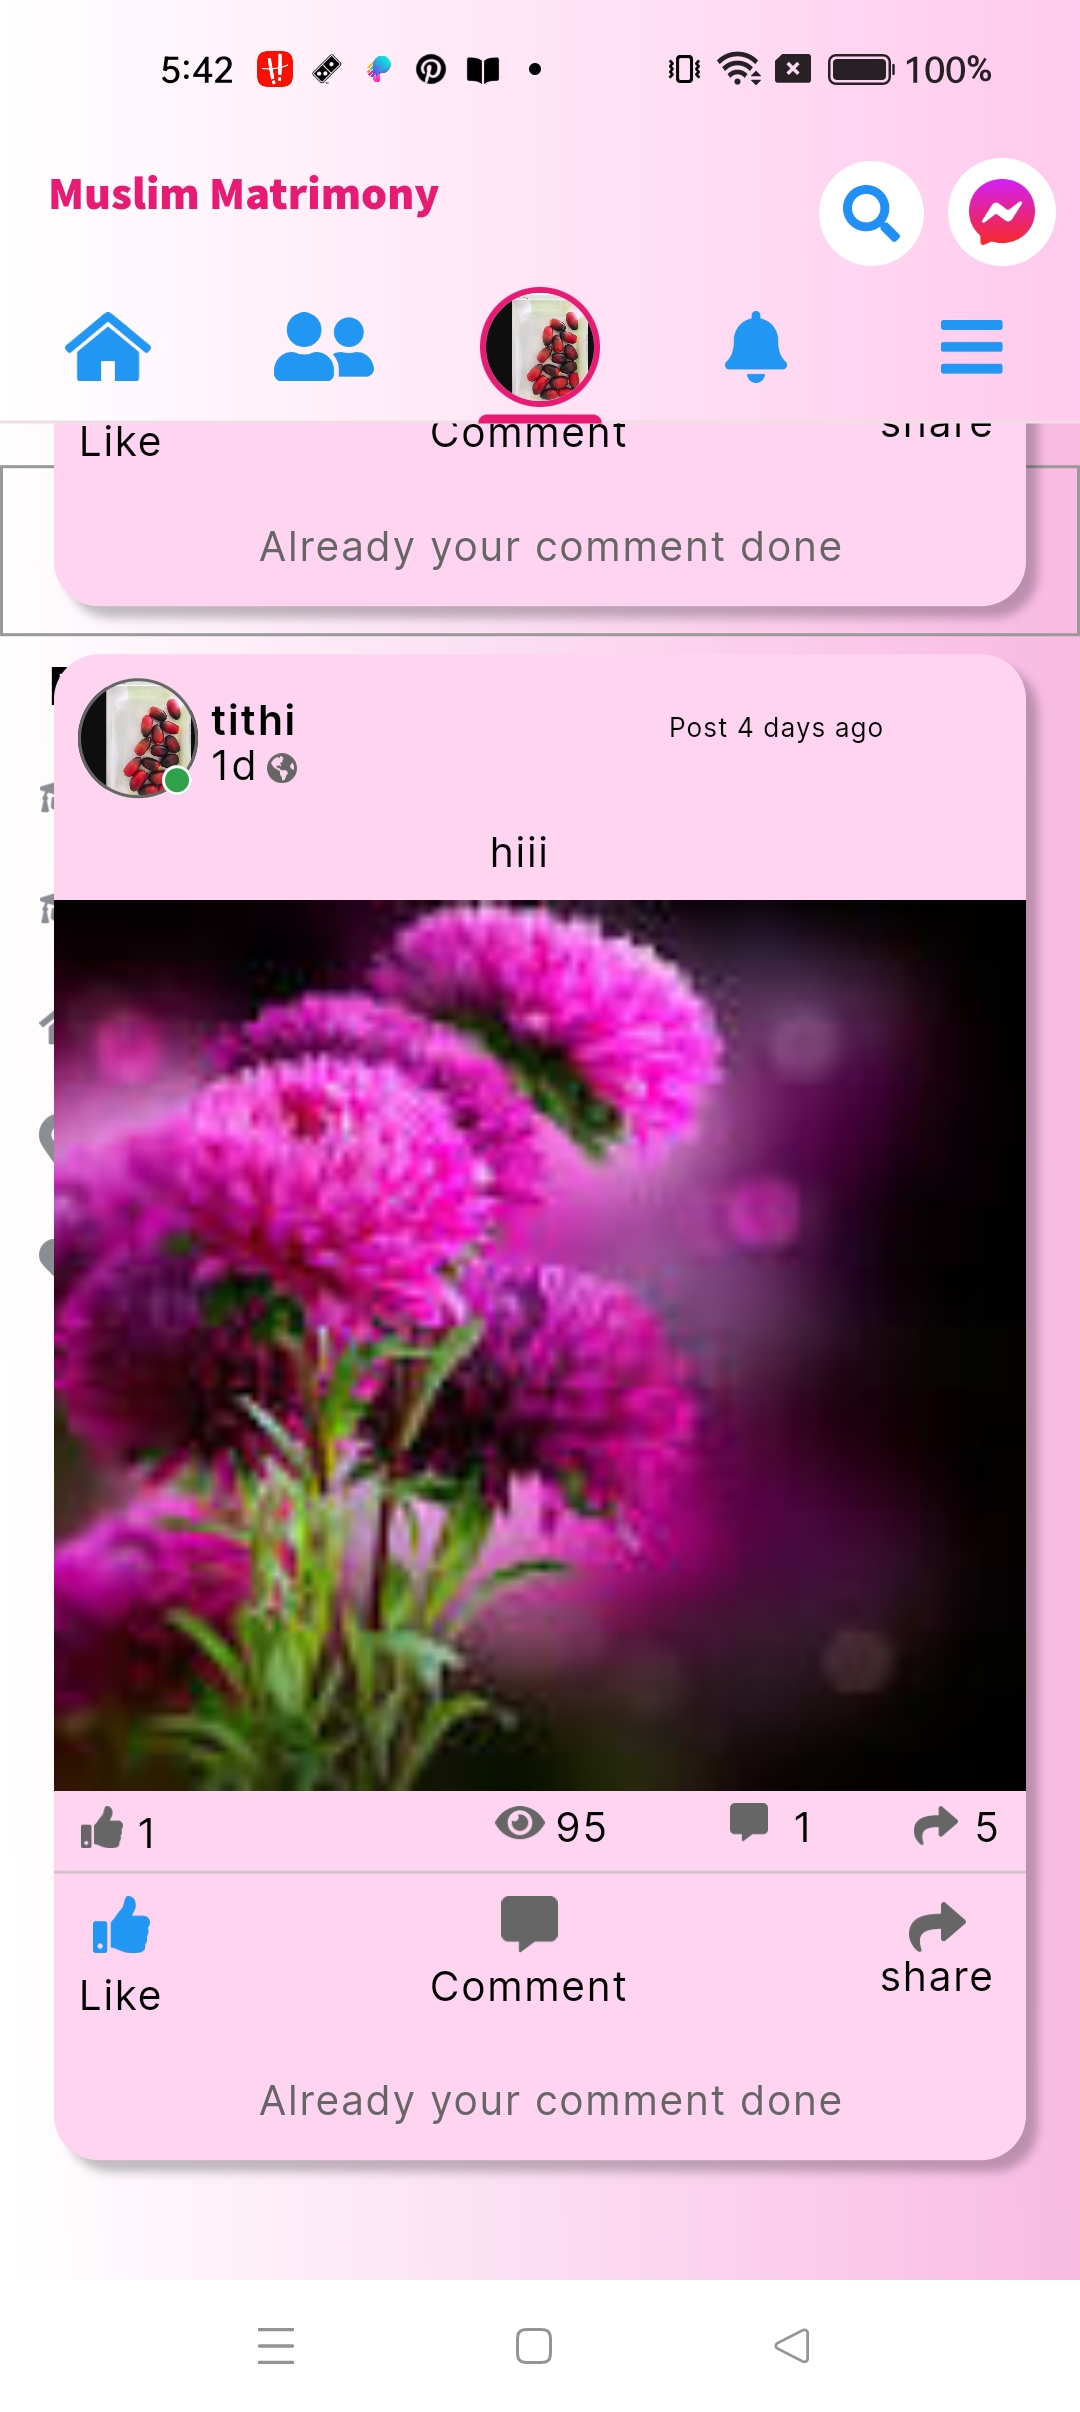 5:42 100%
Muslim Matrimony
Like Comment share
Already your comment done
tithi
Post 4 days ago
1d
hiii
1 95 1 5
Like Comment share
Already your comment done